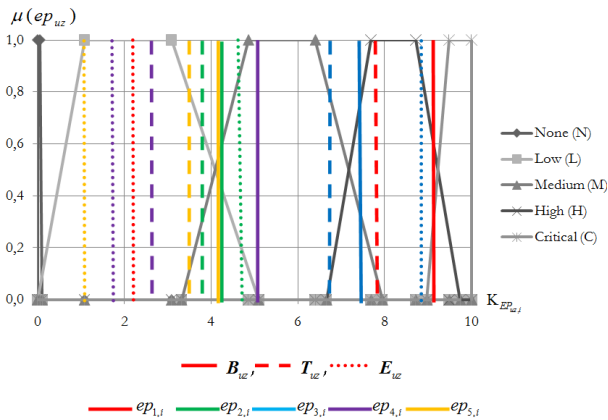 μ(ep_uz)
1,0
0,8
0,6
0,4
0,2
0,0
0 2 4 6 8 10
K_EP_uz,i
None (N)
Low (L)
Medium (M)
High (H)
Critical (C)
B_uz, T_uz, E_uz
ep_1,i ep_2,i ep_3,i ep_4,i ep_5,i